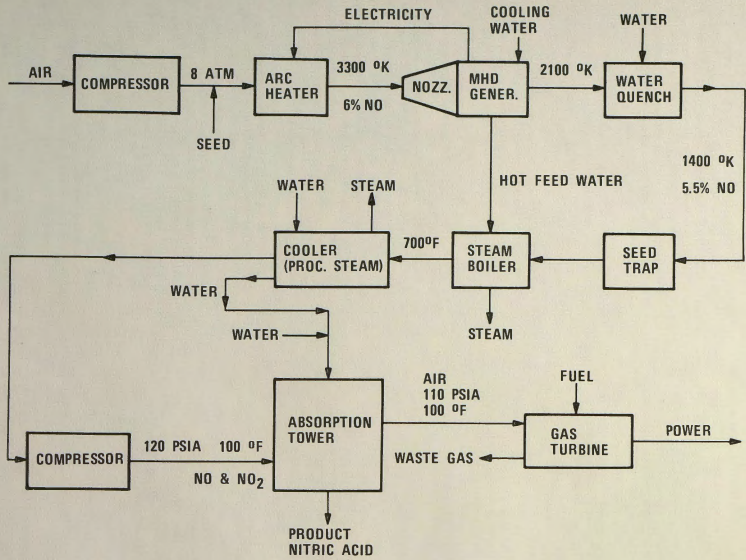 ELECTRICITY
COOLING
WATER
WATER
AIR
COMPRESSOR
8 ATM
SEED
ARC
HEATER
3300 ºK
6% NO
NOZZ.
MHD
GENER.
2100 ºK
WATER
QUENCH
1400 ºK
5.5% NO
HOT FEED WATER
WATER
STEAM
COOLER
(PROC. STEAM)
700ºF
STEAM
BOILER
SEED
TRAP
WATER
WATER
STEAM
AIR
110 PSIA
100 ºF
FUEL
ABSORPTION
TOWER
GAS
TURBINE
POWER
WASTE GAS
COMPRESSOR
120 PSIA 100 ºF
NO & NO2
PRODUCT
NITRIC ACID